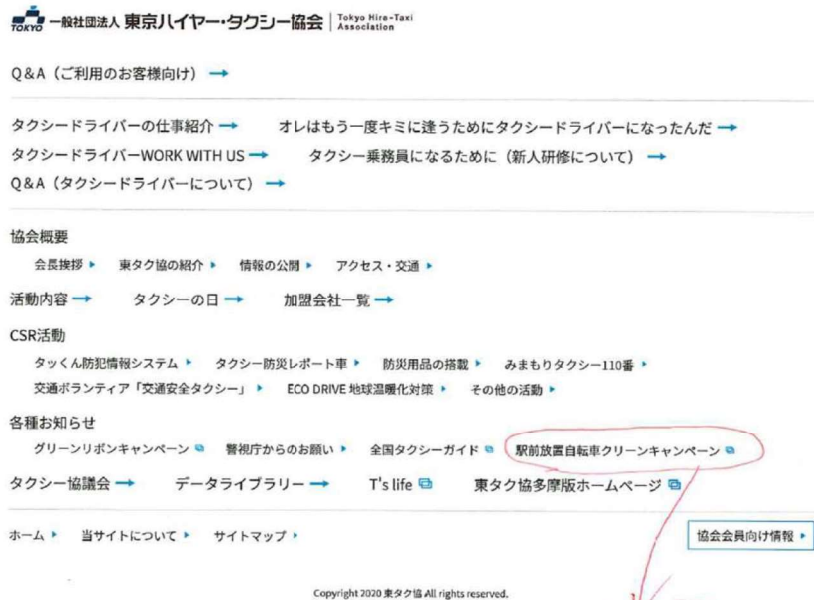 TOKYO 一般社団法人 東京ハイヤー・タクシー協会 Tokyo Hire-Taxi Association
Q&A（ご利用のお客様向け） →
タクシードライバーの仕事紹介 → オレはもう一度キミに逢うためにタクシードライバーになったんだ →
タクシードライバーWORK WITH US → タクシー乗務員になるために（新人研修について） →
Q&A（タクシードライバーについて） →
協会概要
会長挨拶 東タク協の紹介 情報の公開 アクセス・交通
活動内容 → タクシーの日 → 加盟会社一覧 →
CSR活動
タッくん防犯情報システム タクシー防災レポート車 防災用品の搭載 みまもりタクシー110番
交通ボランティア「交通安全タクシー」 ECO DRIVE 地球温暖化対策 その他の活動
各種お知らせ
グリーンリボンキャンペーン 警視庁からのお願い 全国タクシーガイド 駅前放置自転車クリーンキャンペーン
タクシー協議会 → データライブラリー → T's life 東タク協多摩版ホームページ
ホーム 当サイトについて サイトマップ 協会会員向け情報
Copyright 2020 東タク協 All rights reserved.